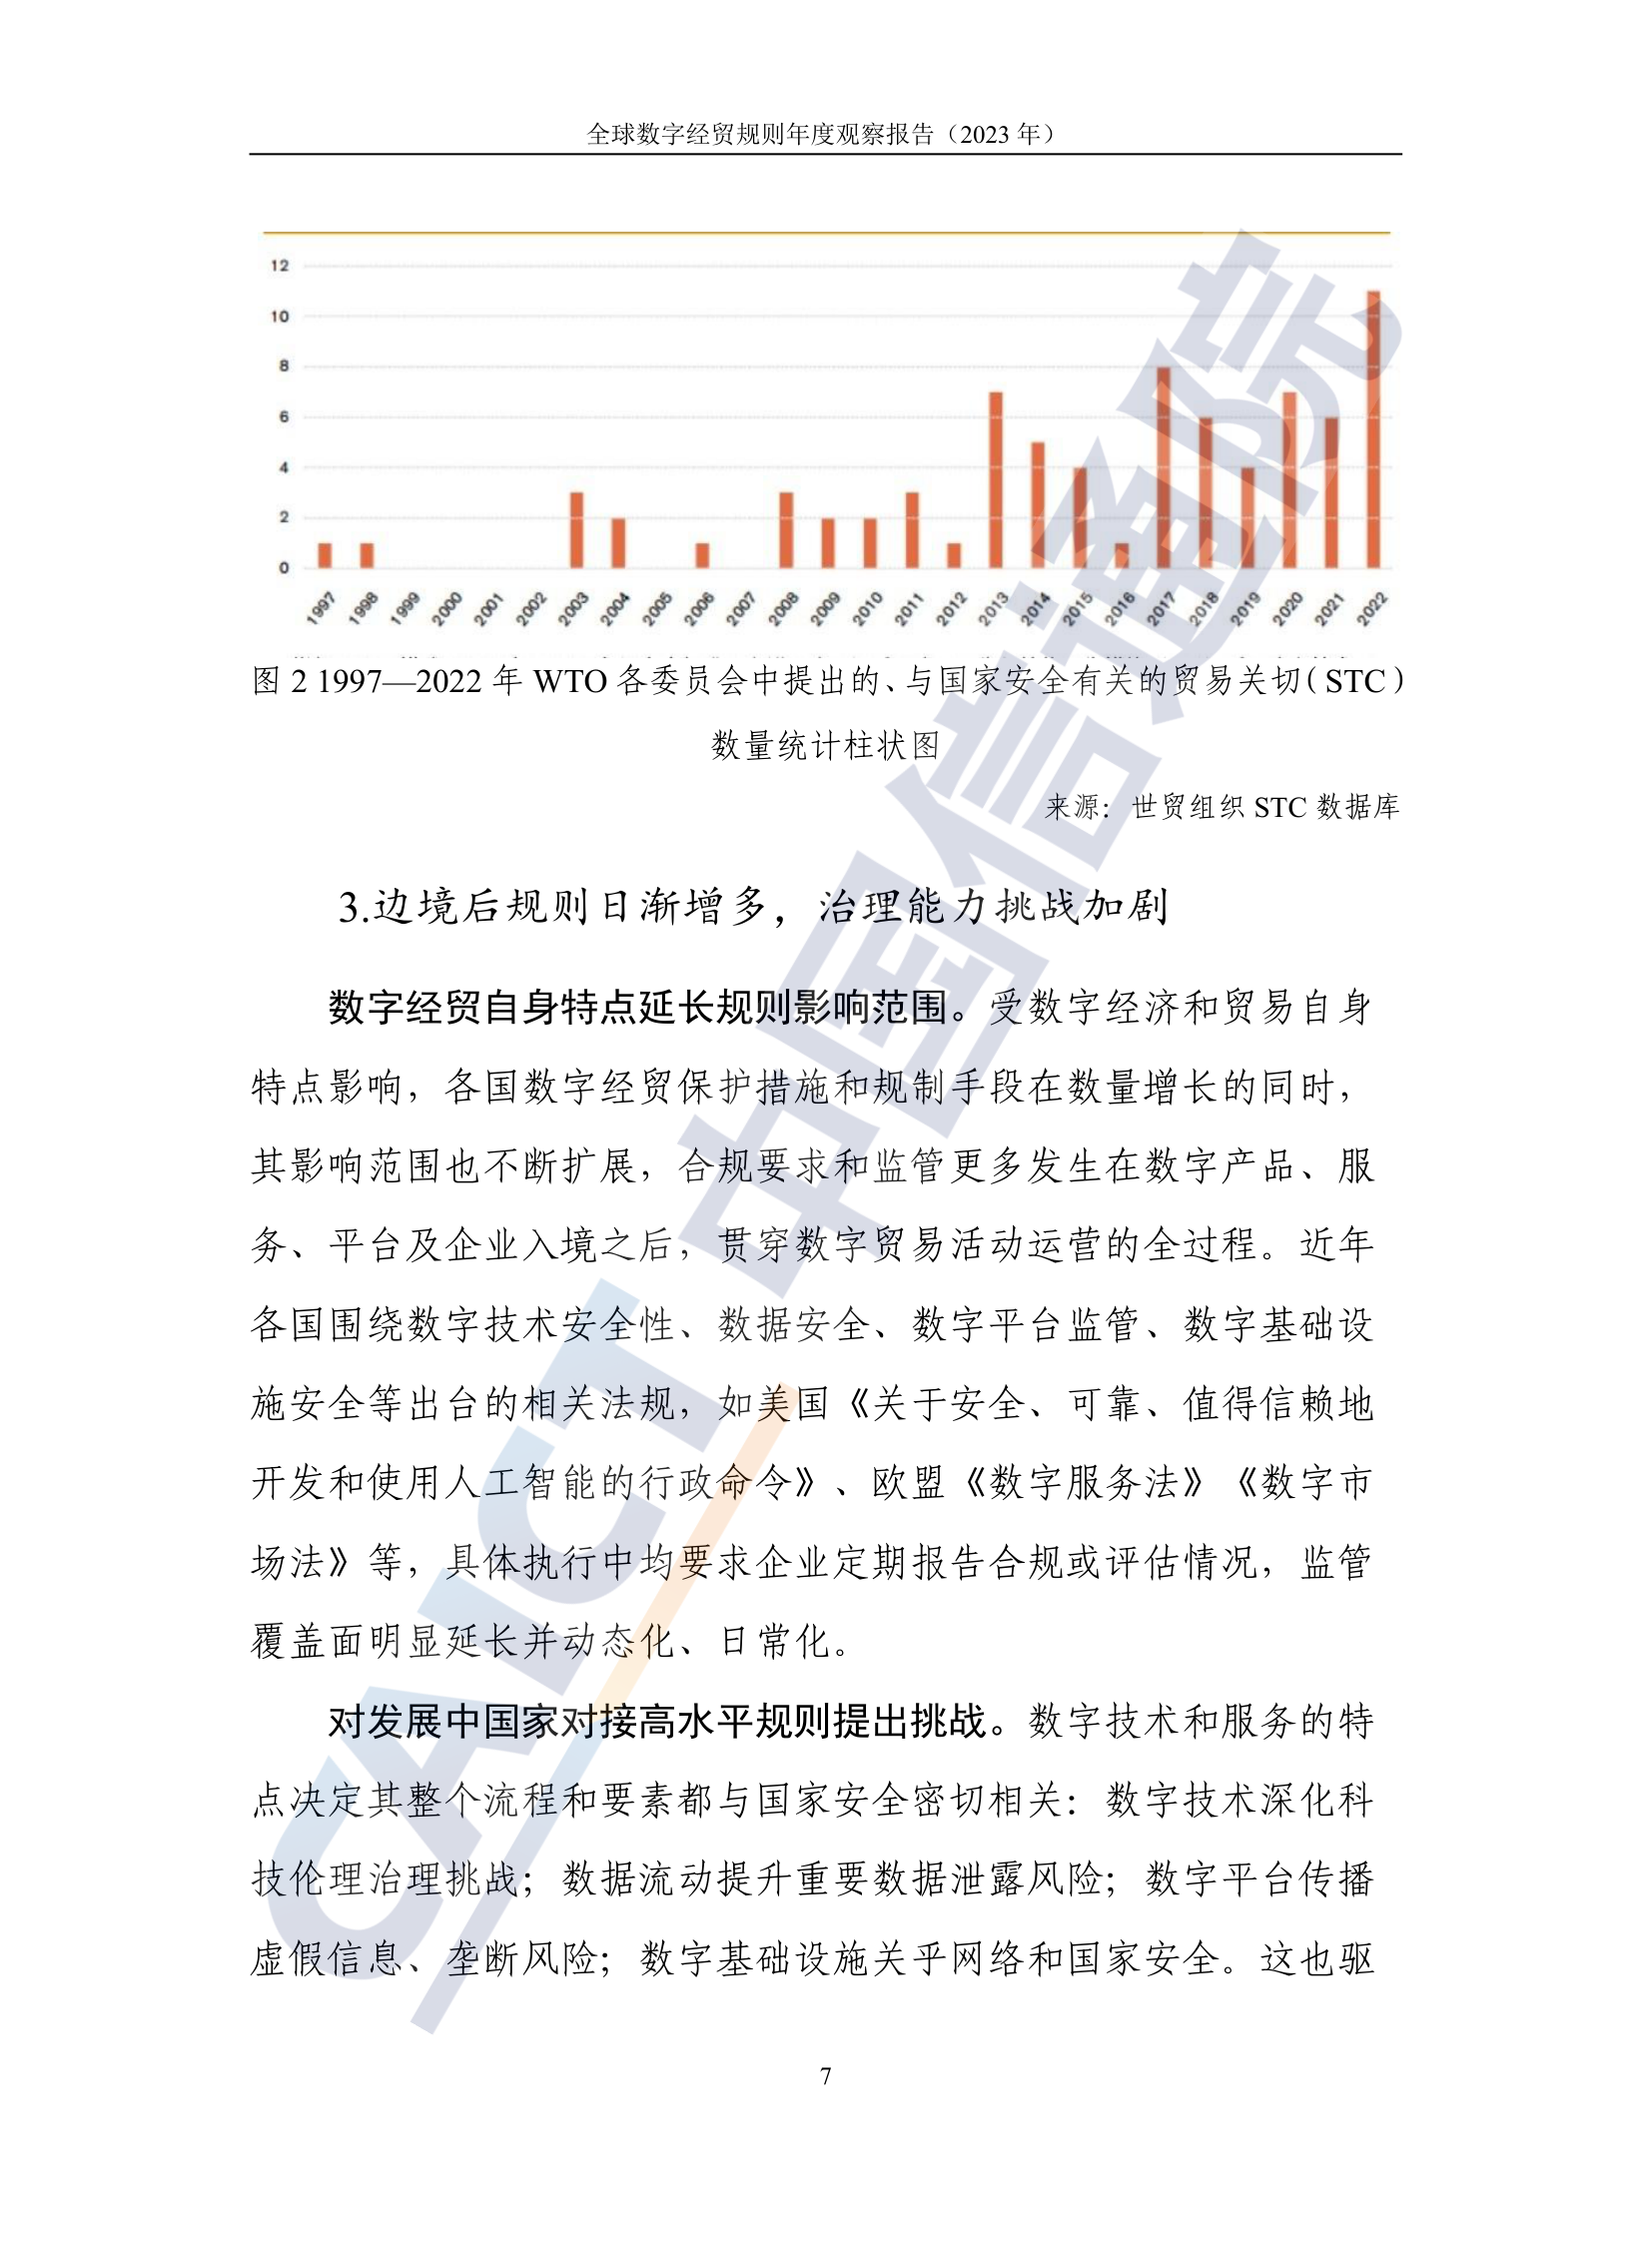 全球数字经贸规则年度观察报告（2023 年）
12
10
8
6
4
2
0
1997 1998 1999 2000 2001 2002 2003 2004 2005 2006 2007 2008 2009 2010 2011 2012 2013 2014 2015 2016 2017 2018 2019 2020 2021 2022
图 2 1997—2022 年 WTO 各委员会中提出的、与国家安全有关的贸易关切（STC）
数量统计柱状图
来源：世贸组织 STC 数据库
3.边境后规则日渐增多，治理能力挑战加剧
数字经贸自身特点延长规则影响范围。受数字经济和贸易自身
特点影响，各国数字经贸保护措施和规制手段在数量增长的同时，
其影响范围也不断扩展，合规要求和监管更多发生在数字产品、服
务、平台及企业入境之后，贯穿数字贸易活动运营的全过程。近年
各国围绕数字技术安全性、数据安全、数字平台监管、数字基础设
施安全等出台的相关法规，如美国《关于安全、可靠、值得信赖地
开发和使用人工智能的行政命令》、欧盟《数字服务法》《数字市
场法》等，具体执行中均要求企业定期报告合规或评估情况，监管
覆盖面明显延长并动态化、日常化。
对发展中国家对接高水平规则提出挑战。数字技术和服务的特
点决定其整个流程和要素都与国家安全密切相关：数字技术深化科
技伦理治理挑战；数据流动提升重要数据泄露风险；数字平台传播
虚假信息、垄断风险；数字基础设施关乎网络和国家安全。这也驱
7
CAICT 中国信通院